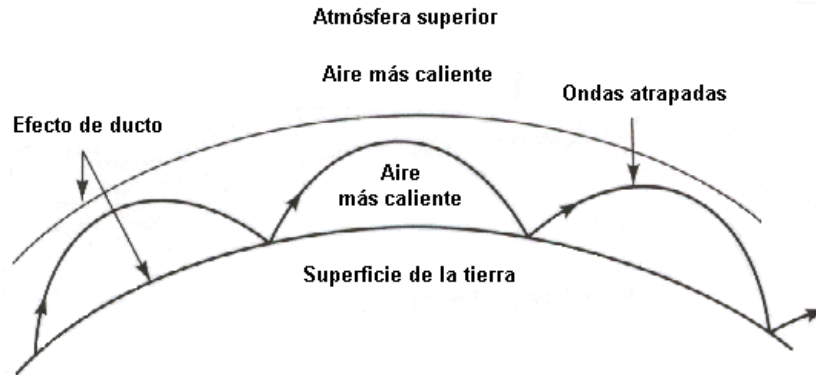 Atmósfera superior
Aire más caliente
Ondas atrapadas
Efecto de ducto
Aire
más caliente
Superficie de la tierra